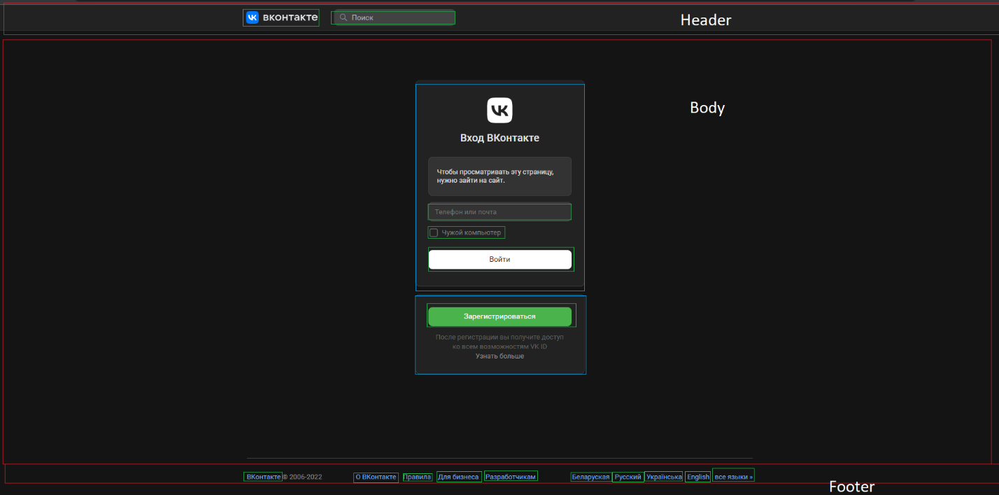 вконтакте
Поиск
Header
Body
VK
Вход ВКонтакте
Чтобы просматривать эту страницу,
нужно зайти на сайт.
Телефон или почта
Чужой компьютер
Войти
Зарегистрироваться
После регистрации вы получите доступ
ко всем возможностям VK ID
Узнать больше
ВКонтакте © 2006-2022 О ВКонтакте Правила Для бизнеса Разработчикам Беларуская Русский Українська English все языки »
Footer